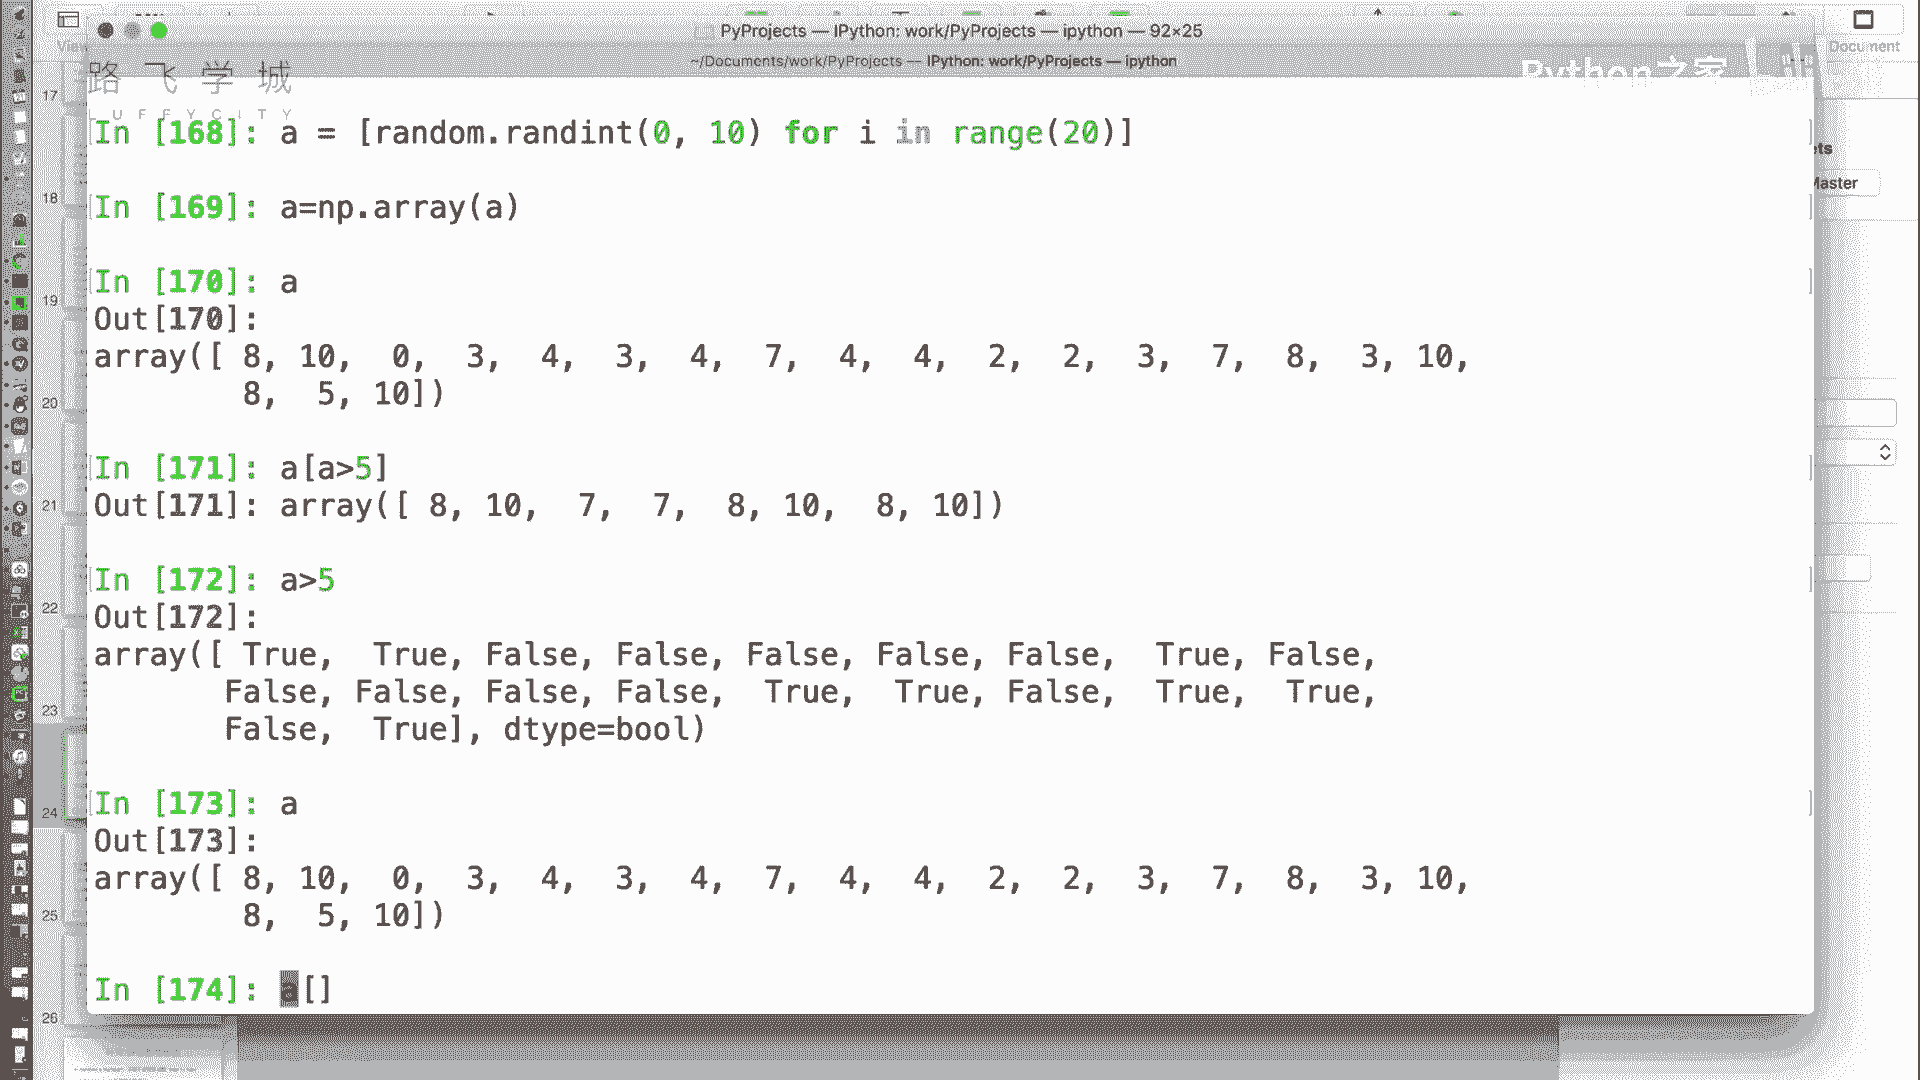 PyProjects — IPython: work/PyProjects — ipython — 92×25
View
Document
~/Documents/work/PyProjects — IPython: work/PyProjects — ipython
路飞学城
LUFFYCITY
Python之家
In [168]: a = [random.randint(0, 10) for i in range(20)]
In [169]: a=np.array(a)
In [170]: a
Out[170]:
array([ 8, 10,  0,  3,  4,  3,  4,  7,  4,  4,  2,  2,  3,  7,  8,  3, 10,
        8,  5, 10])
In [171]: a[a>5]
Out[171]: array([ 8, 10,  7,  7,  8, 10,  8, 10])
In [172]: a>5
Out[172]:
array([ True,  True, False, False, False, False, False,  True, False,
       False, False, False, False,  True,  True, False,  True,  True,
       False,  True], dtype=bool)
In [173]: a
Out[173]:
array([ 8, 10,  0,  3,  4,  3,  4,  7,  4,  4,  2,  2,  3,  7,  8,  3, 10,
        8,  5, 10])
In [174]: a[]
17
18
19
20
21
22
23
24
25
26
ets
Master